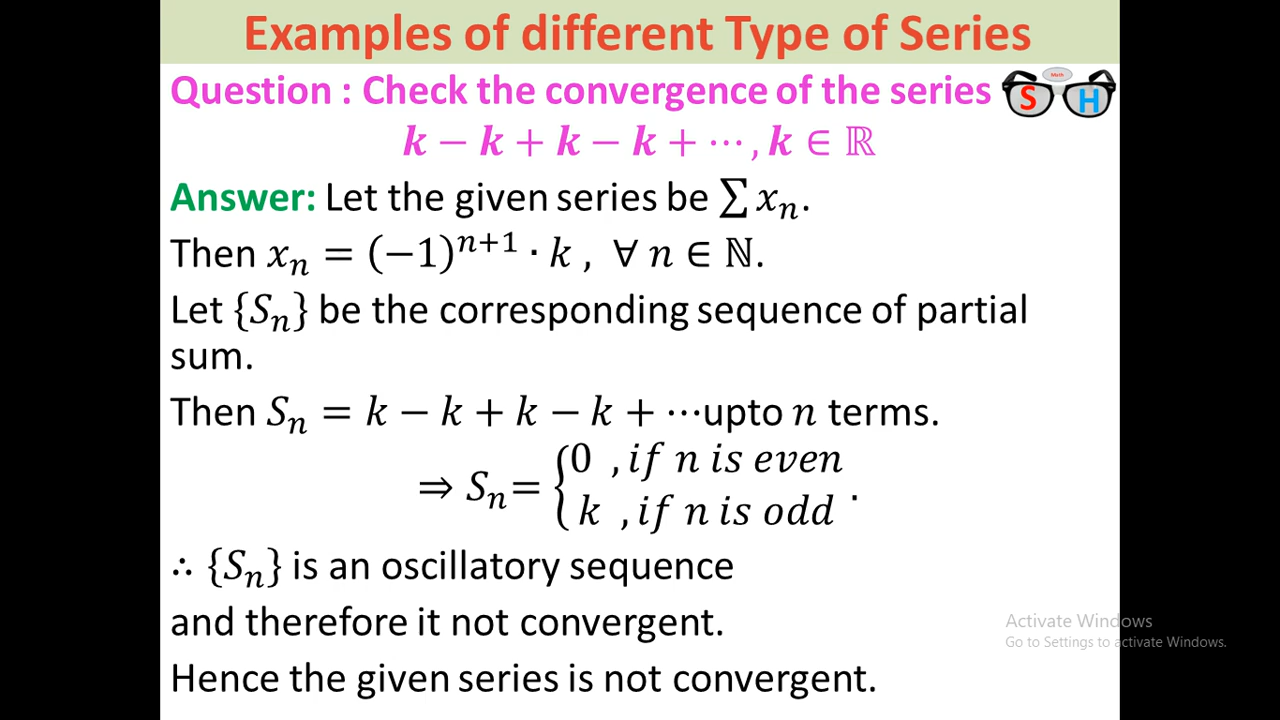 Examples of different Type of Series
Question : Check the convergence of the series
Math
S H
k − k + k − k + ⋯ , k ∈ ℝ
Answer: Let the given series be ∑ xₙ.
Then xₙ = (−1)ⁿ⁺¹ · k , ∀ n ∈ ℕ.
Let {Sₙ} be the corresponding sequence of partial
sum.
Then Sₙ = k − k + k − k + ⋯upto n terms.
⇒ Sₙ= { 0 , if n is even
k , if n is odd .
∴ {Sₙ} is an oscillatory sequence
and therefore it not convergent.
Activate Windows
Go to Settings to activate Windows.
Hence the given series is not convergent.